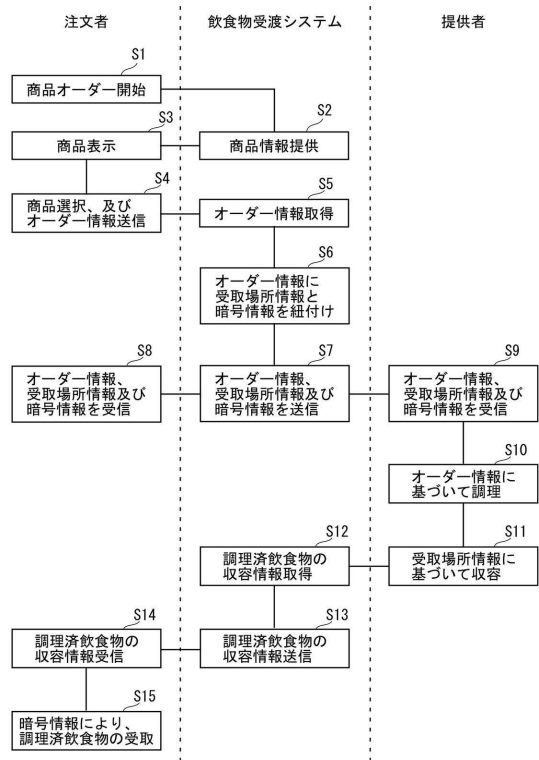 注文者
飲食物受渡システム
提供者
S1
商品オーダー開始
S2
商品情報提供
S3
商品表示
S4
商品選択、及び
オーダー情報送信
S5
オーダー情報取得
S6
オーダー情報に
受取場所情報と
暗号情報を紐付け
S7
オーダー情報、
受取場所情報及び
暗号情報を送信
S8
オーダー情報、
受取場所情報及び
暗号情報を受信
S9
オーダー情報、
受取場所情報及び
暗号情報を受信
S10
オーダー情報に
基づいて調理
S11
受取場所情報に
基づいて収容
S12
調理済飲食物の
収容情報取得
S13
調理済飲食物の
収容情報送信
S14
調理済飲食物の
収容情報受信
S15
暗号情報により、
調理済飲食物の受取